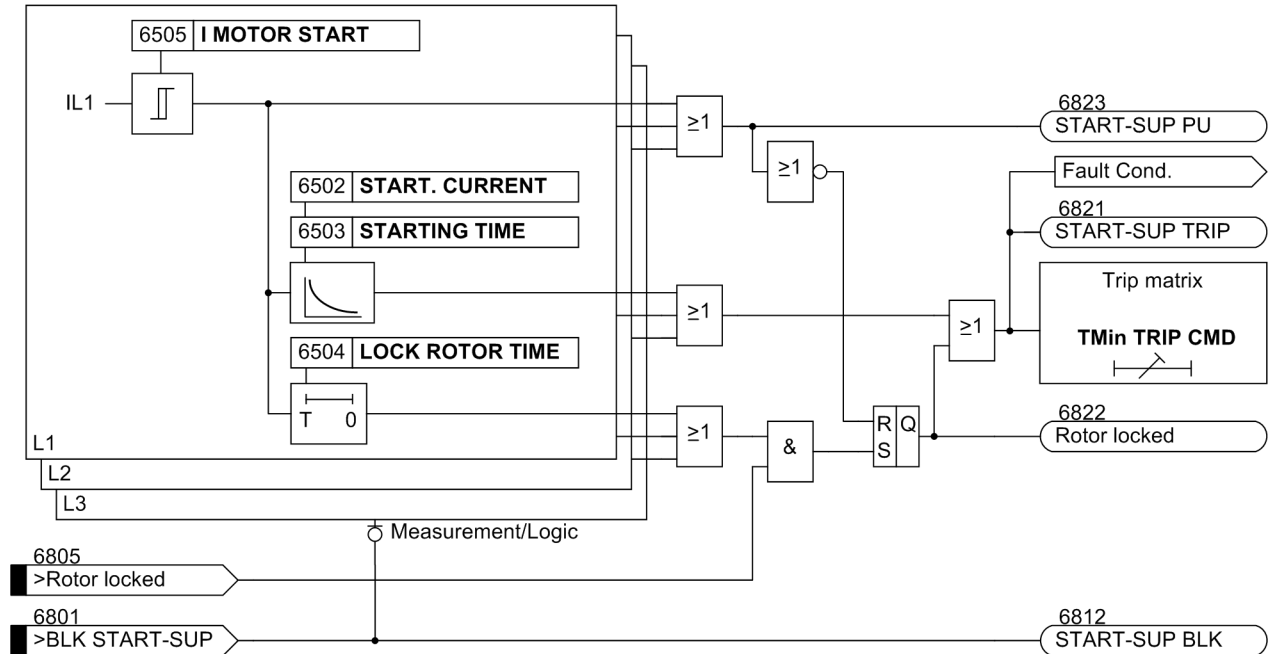 6505 I MOTOR START
IL1
≥1
6823
START-SUP PU
≥1
Fault Cond.
6502 START. CURRENT
6821
START-SUP TRIP
6503 STARTING TIME
Trip matrix
≥1
≥1
TMin TRIP CMD
6504 LOCK ROTOR TIME
T 0
≥1
&
R Q
S
6822
Rotor locked
L1
L2
L3
Measurement/Logic
6805
>Rotor locked
6801
>BLK START-SUP
6812
START-SUP BLK